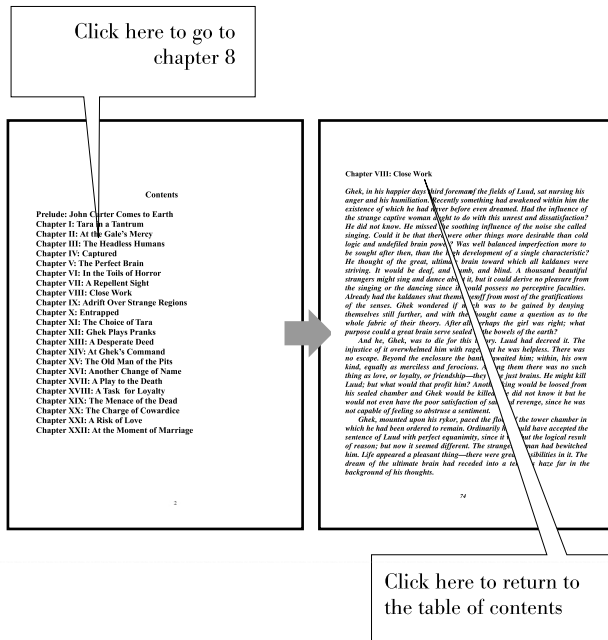 Click here to go to
chapter 8
Contents
Prelude: John Carter Comes to Earth
Chapter I: Tara in a Tantrum
Chapter II: At the Gale's Mercy
Chapter III: The Headless Humans
Chapter IV: Captured
Chapter V: The Perfect Brain
Chapter VI: In the Toils of Horror
Chapter VII: A Repellent Sight
Chapter VIII: Close Work
Chapter IX: Adrift Over Strange Regions
Chapter X: Entrapped
Chapter XI: The Choice of Tara
Chapter XII: Ghek Plays Pranks
Chapter XIII: A Desperate Deed
Chapter XIV: At Ghek's Command
Chapter XV: The Old Man of the Pits
Chapter XVI: Another Change of Name
Chapter XVII: A Play to the Death
Chapter XVIII: A Task for Loyalty
Chapter XIX: The Menace of the Dead
Chapter XX: The Charge of Cowardice
Chapter XXI: A Risk of Love
Chapter XXII: At the Moment of Marriage
2
Chapter VIII: Close Work
Ghek, in his happier days third foreman of the fields of Luud, sat nursing his
anger and his humiliation. Recently something had awakened within him the
existence of which he had never before even dreamed. Had the influence of
the strange captive woman aught to do with this unrest and dissatisfaction?
He did not know. He missed the soothing influence of the noise she called
singing. Could it be that there were other things more desirable than cold
logic and undefiled brain power? Was well balanced imperfection more to
be sought after then, than the high development of a single characteristic?
He thought of the great, ultimate brain toward which all kaldanes were
striving. It would be deaf, and dumb, and blind. A thousand beautiful
strangers might sing and dance about it, but it could derive no pleasure from
the singing or the dancing since it would possess no perceptive faculties.
Already had the kaldanes shut themselves off from most of the gratifications
of the senses. Ghek wondered if much was to be gained by denying
themselves still further, and with the thought came a question as to the
whole fabric of their theory. After all perhaps the girl was right; what
purpose could a great brain serve sealed in the bowels of the earth?
And he, Ghek, was to die for this theory. Luud had decreed it. The
injustice of it overwhelmed him with rage. But he was helpless. There was
no escape. Beyond the enclosure the banths awaited him; within, his own
kind, equally as merciless and ferocious. Among them there was no such
thing as love, or loyalty, or friendship—they were just brains. He might kill
Luud; but what would that profit him? Another king would be loosed from
his sealed chamber and Ghek would be killed. He did not know it but he
would not even have the poor satisfaction of satisfied revenge, since he was
not capable of feeling so abstruse a sentiment.
Ghek, mounted upon his rykor, paced the floor of the tower chamber in
which he had been ordered to remain. Ordinarily he would have accepted the
sentence of Luud with perfect equanimity, since it was but the logical result
of reason; but now it seemed different. The strange woman had bewitched
him. Life appeared a pleasant thing—there were great possibilities in it. The
dream of the ultimate brain had receded into a tenuous haze far in the
background of his thoughts.
74
Click here to return to
the table of contents